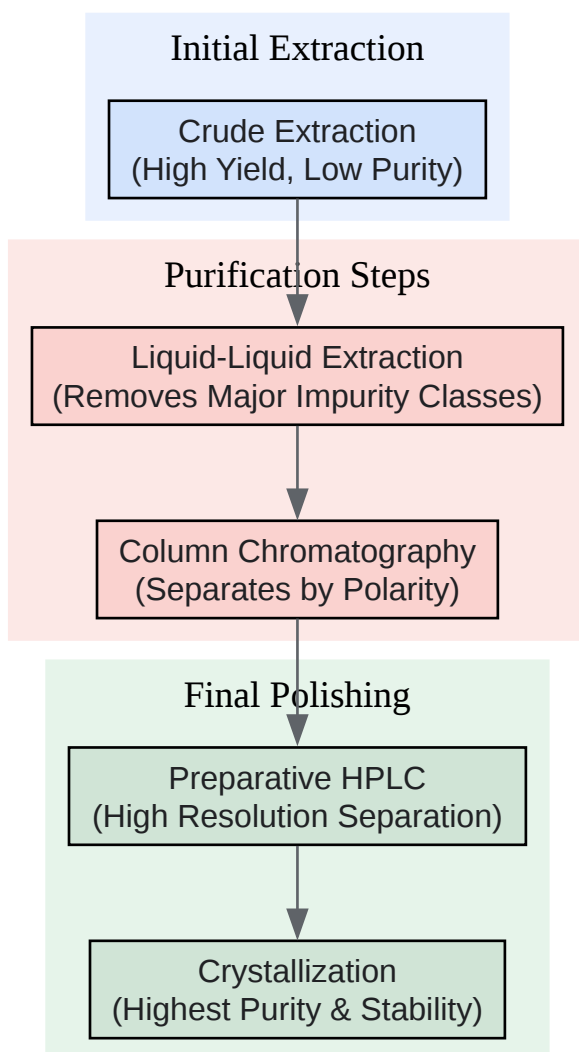 Initial Extraction
Crude Extraction
(High Yield, Low Purity)
Purification Steps
Liquid-Liquid Extraction
(Removes Major Impurity Classes)
Column Chromatography
(Separates by Polarity)
Final Polishing
Preparative HPLC
(High Resolution Separation)
Crystallization
(Highest Purity & Stability)